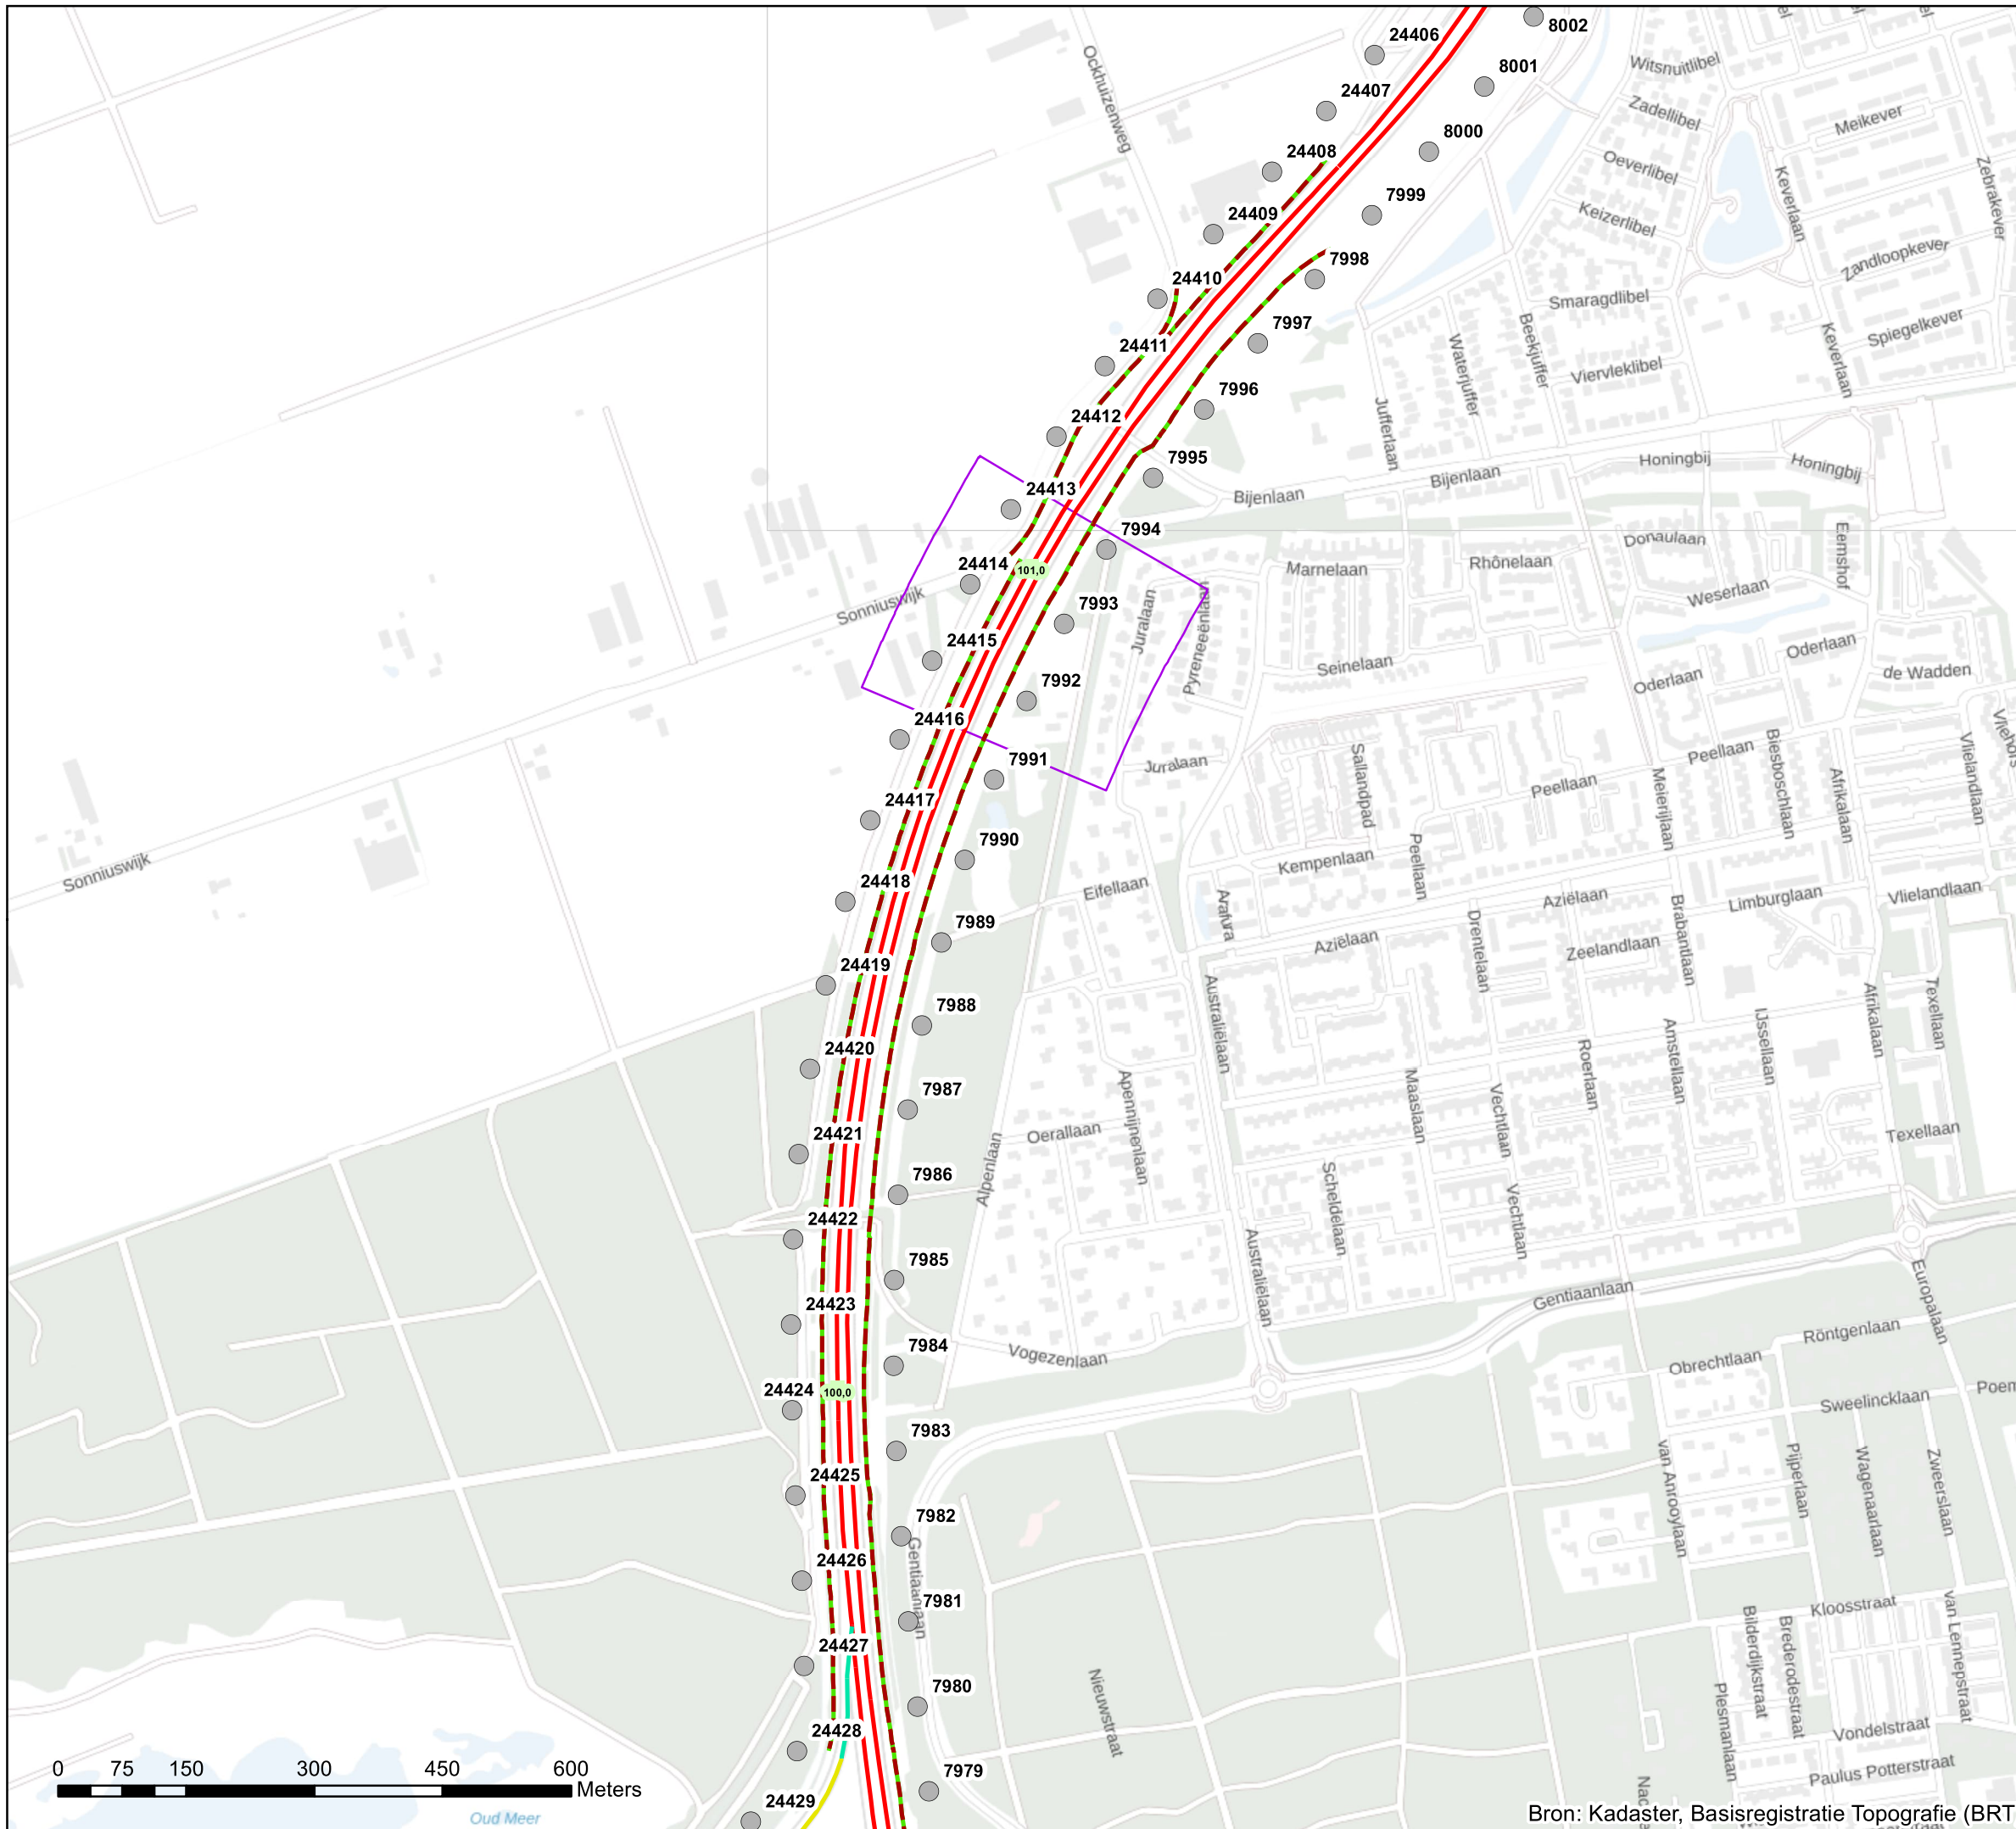 24406
8002
Witsnuitlibel
8001
24407
Zadellibel
Meikever
Ockhuizenweg
8000
24408
Oeverlibel
Keverlaan
Zebrakever
24409
7999
Keizerlibel
Zandloopkever
24410
7998
Smaragdlibel
Beekjuffer
Spiegelkever
7997
24411
Waterjuffer
Viervleklibel
Keverlaan
7996
Jufferlaan
24412
7995
Honingbij
Honingbij
Bijenlaan
Bijenlaan
24413
7994
Donaulaan
Eemshof
24414
101,0
Marnelaan
Rhônelaan
Weserlaan
Sonniuswijk
7993
Juralaan
Pyreneeënlaan
24415
Seinelaan
Oderlaan
Oderlaan
de Wadden
7992
24416
7991
Juralaan
Sallandpad
Peellaan
Peellaan
Meierijlaan
Biesboschlaan
Afrikalaan
Vlielandlaan
24417
7990
Peellaan
Kempenlaan
Sonniuswijk
24418
Eifellaan
Arafura
Aziëlaan
Limburglaan
Vlielandlaan
7989
Aziëlaan
Drentelaan
Zeelandlaan
Brabantlaan
24419
7988
Australiëlaan
Texellaan
Afrikalaan
24420
7987
Apennijnenlaan
Maaslaan
Vechtlaan
Roerlaan
Amstellaan
IJssellaan
24421
Oerallaan
Texellaan
7986
Alpenlaan
Scheldelaan
Vechtlaan
24422
7985
Australiëlaan
Gentiaanlaan
Europalaan
24423
7984
Vogezenlaan
Röntgenlaan
Obrechtlaan
24424
100,0
Sweelincklaan
Poem
7983
24425
van Anrooylaan
Pijperlaan
Wagenaarlaan
Zweerslaan
7982
Gentiaanlaan
24426
7981
Kloosstraat
Bilderdijkstraat
Brederodestraat
van Lennepstraat
24427
7980
Nieuwstraat
Plesmanlaan
24428
Vondelstraat
0 75 150 300 450 600
Meters
7979
Paulus Potterstraat
24429
Oud Meer
Bron: Kadaster, Basisregistratie Topografie (BRT